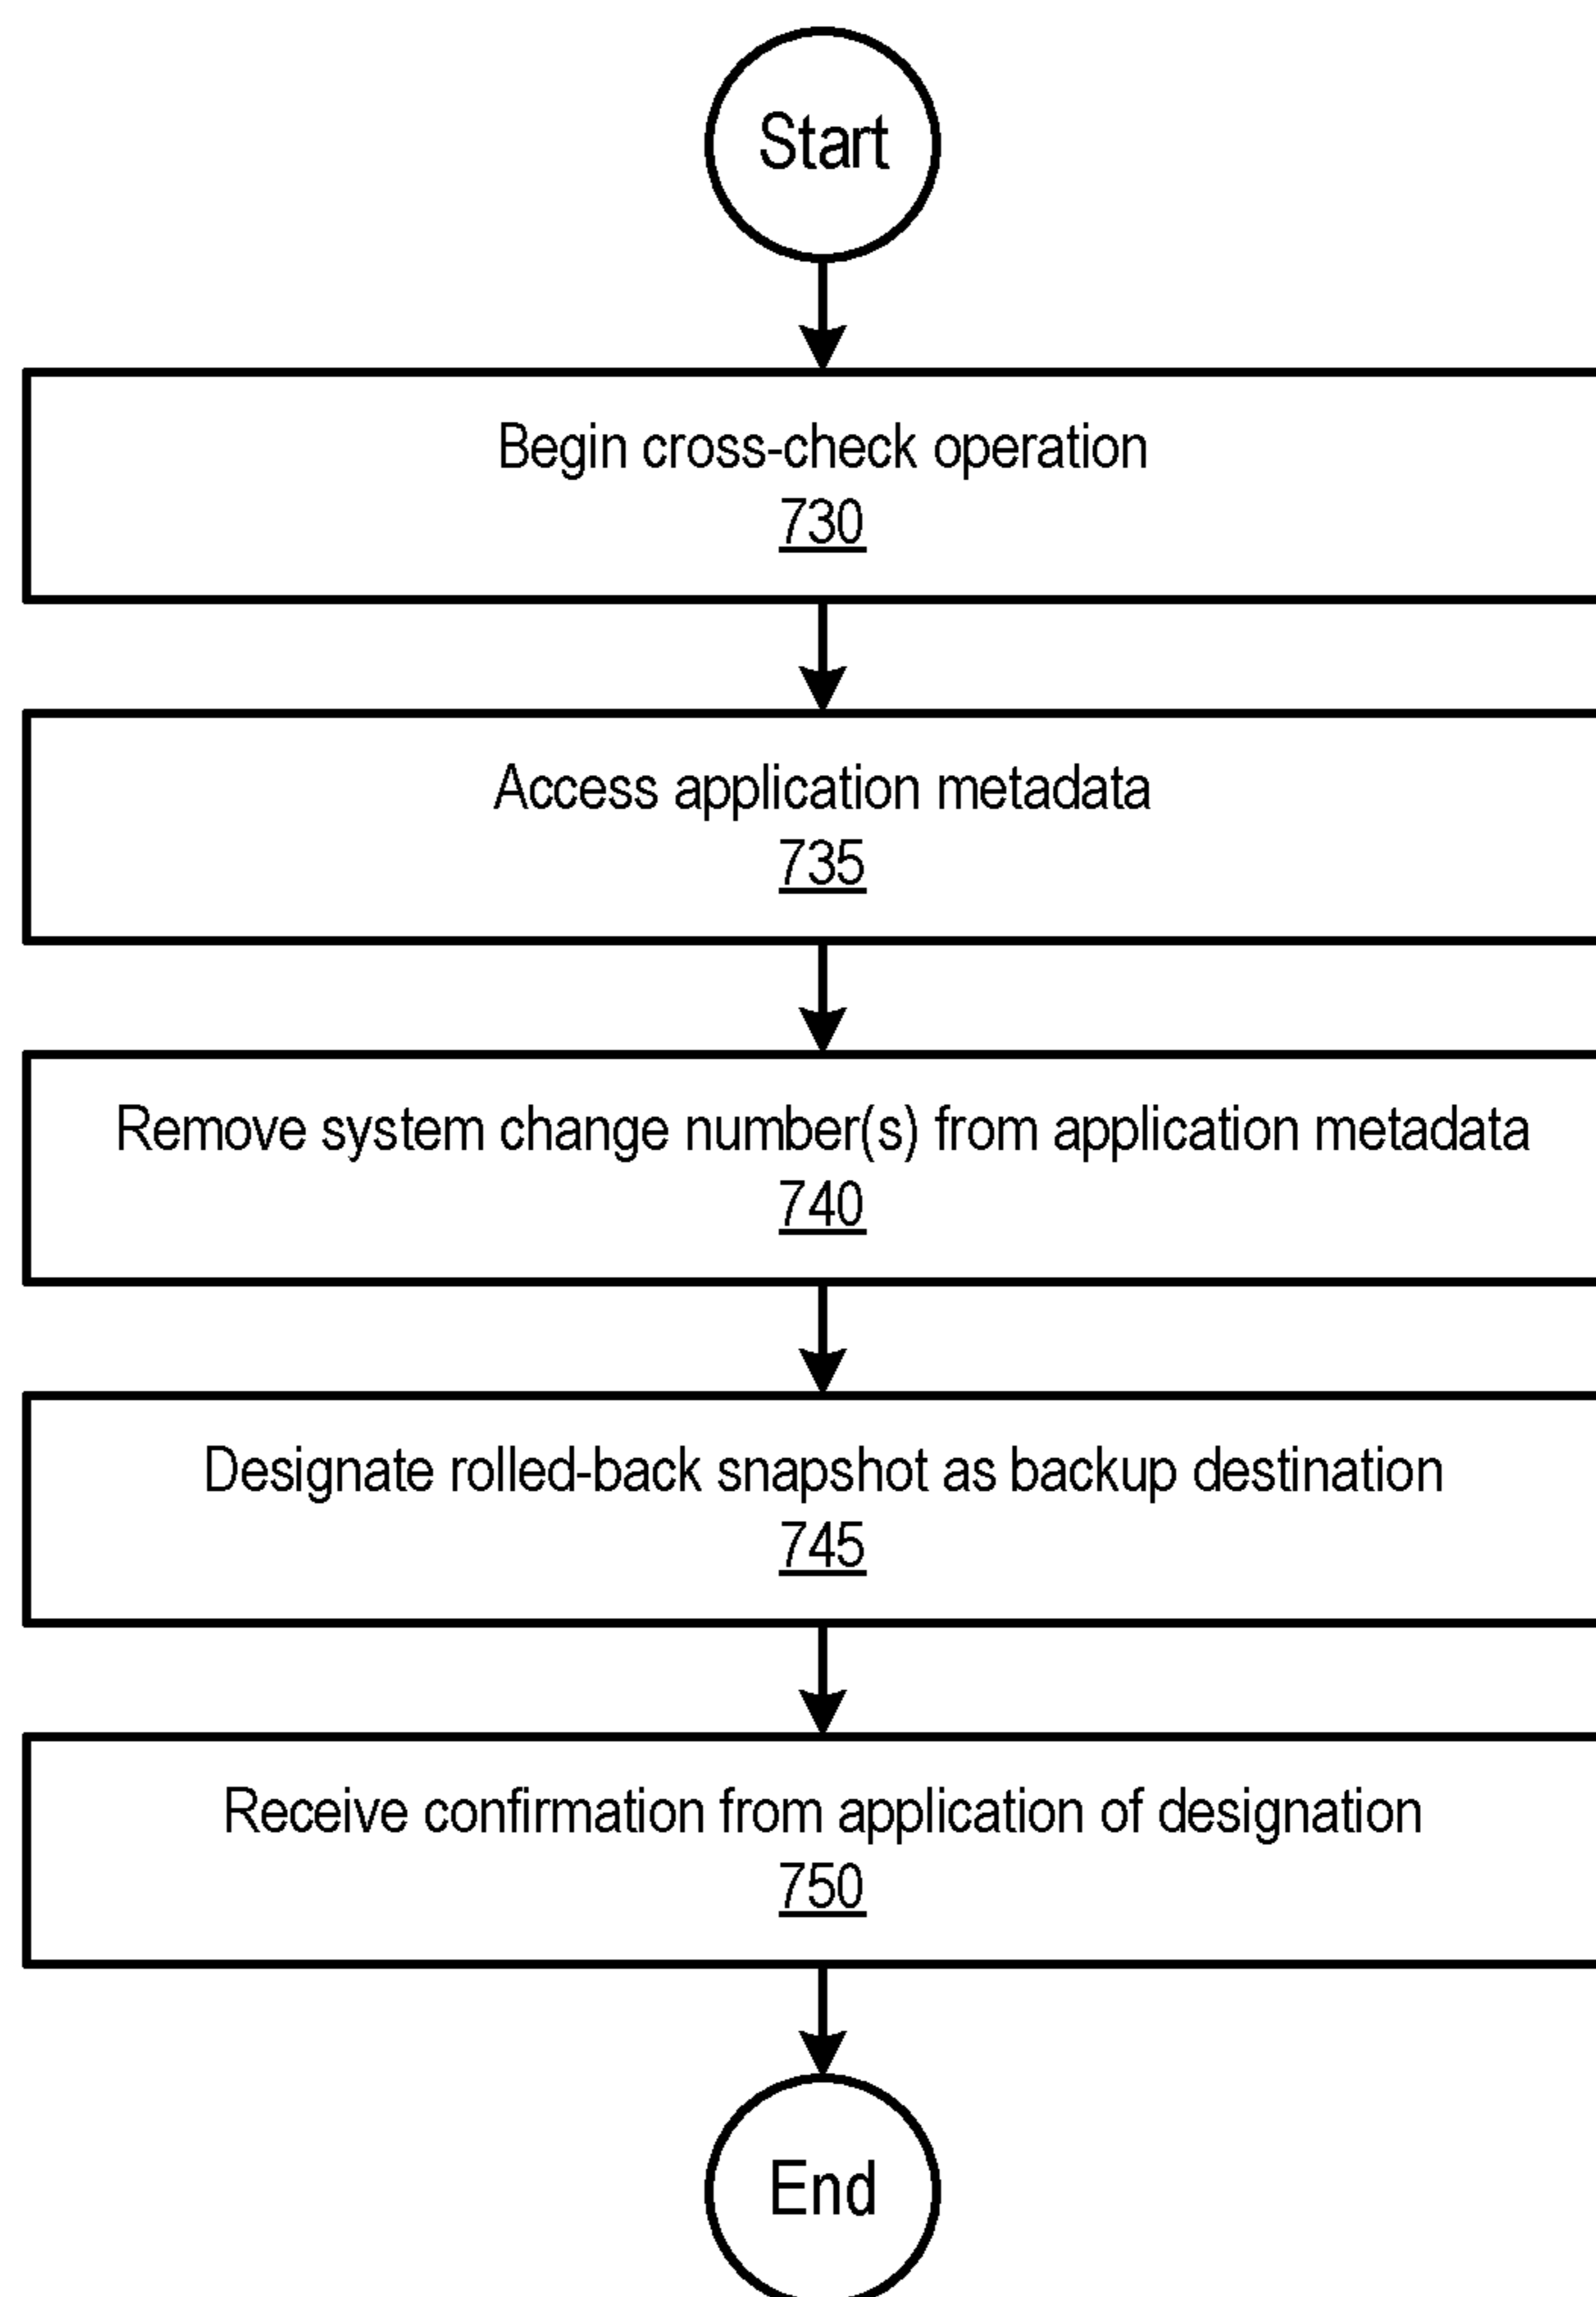 Start
Begin cross-check operation
730
Access application metadata
735
Remove system change number(s) from application metadata
740
Designate rolled-back snapshot as backup destination
745
Receive confirmation from application of designation
750
End